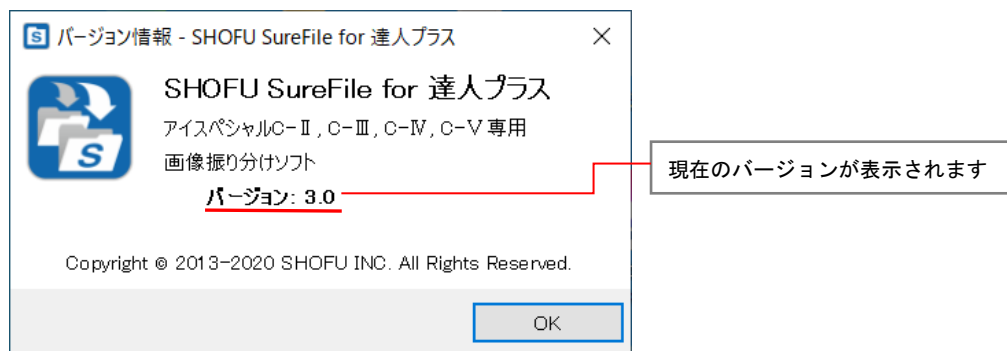 バージョン情報 - SHOFU SureFile for 達人プラス
SHOFU SureFile for 達人プラス
アイスペシャルC-Ⅱ, C-Ⅲ, C-Ⅳ, C-Ⅴ 専用
画像振り分けソフト
バージョン: 3.0
現在のバージョンが表示されます
Copyright © 2013-2020 SHOFU INC. All Rights Reserved.
OK
S
S